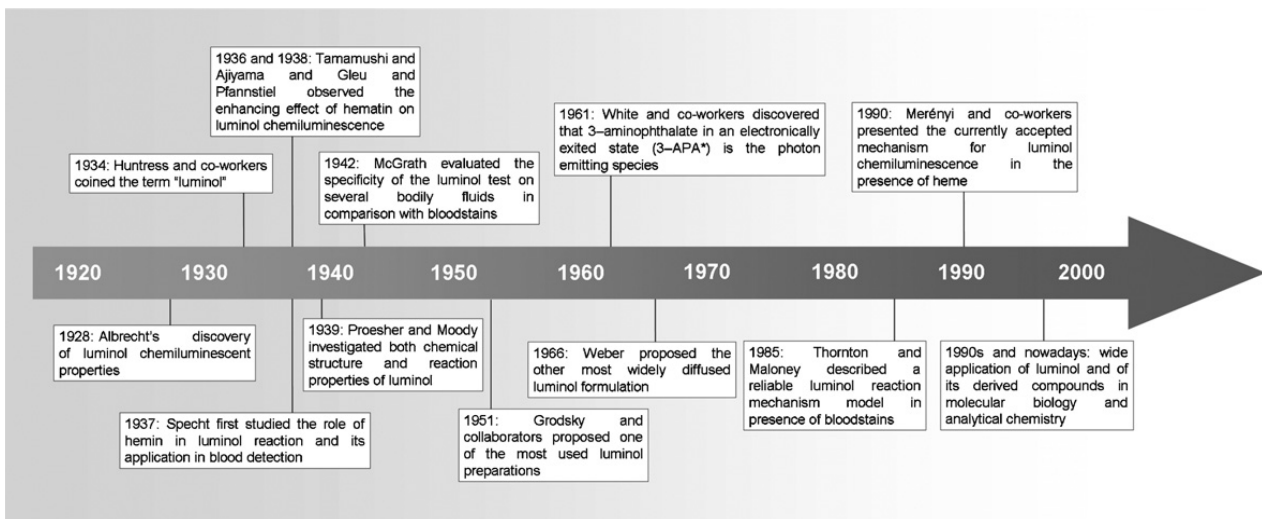 1936 and 1938: Tamamushi and
Ajiyama and Gleu and
Pfannstiel observed the
enhancing effect of hematin on
luminol chemiluminescence
1934: Huntress and co-workers
coined the term "luminol"
1942: McGrath evaluated the
specificity of the luminol test on
several bodily fluids in
comparison with bloodstains
1961: White and co-workers discovered
that 3–aminophthalate in an electronically
exited state (3–APA*) is the photon
emitting species
1990: Merényi and co-workers
presented the currently accepted
mechanism for luminol
chemiluminescence in the
presence of heme
1920 1930 1940 1950 1960 1970 1980 1990 2000
1928: Albrecht's discovery
of luminol chemiluminescent
properties
1937: Specht first studied the role of
hemin in luminol reaction and its
application in blood detection
1939: Proesher and Moody
investigated both chemical
structure and reaction
properties of luminol
1951: Grodsky and
collaborators proposed one
of the most used luminol
preparations
1966: Weber proposed the
other most widely diffused
luminol formulation
1985: Thornton and
Maloney described a
reliable luminol reaction
mechanism model in
presence of bloodstains
1990s and nowadays: wide
application of luminol and of
its derived compounds in
molecular biology and
analytical chemistry